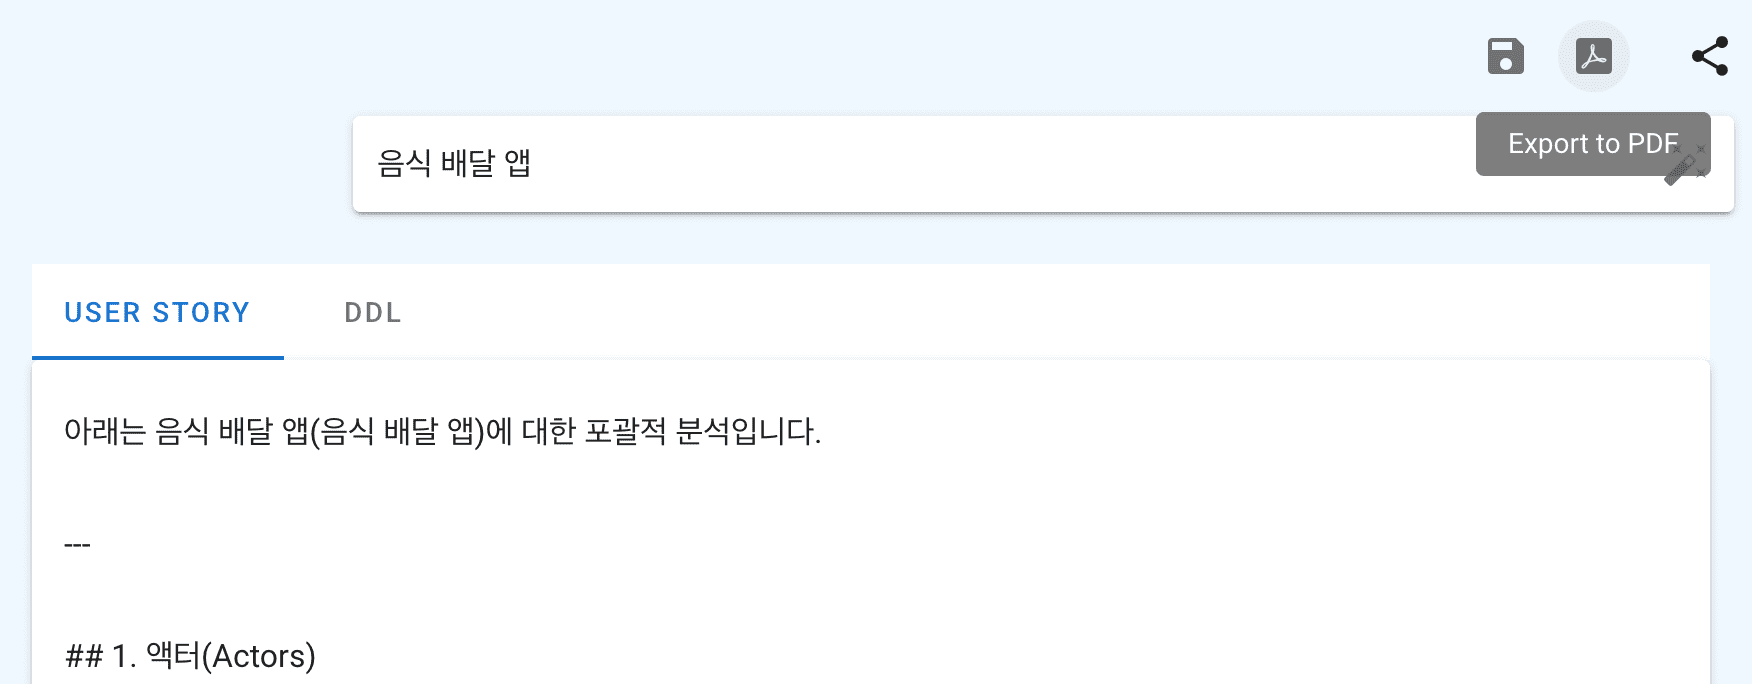 Export to PDF
음식 배달 앱
USER STORY
DDL
아래는 음식 배달 앱(음식 배달 앱)에 대한 포괄적 분석입니다.
---
## 1. 액터(Actors)